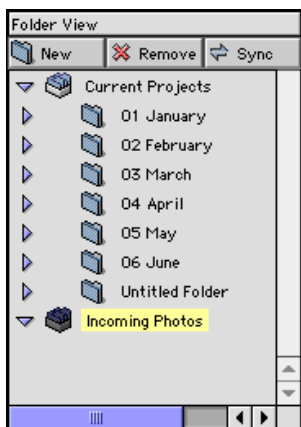 Folder View
New Remove Sync
Current Projects
01 January
02 February
03 March
04 April
05 May
06 June
Untitled Folder
Incoming Photos